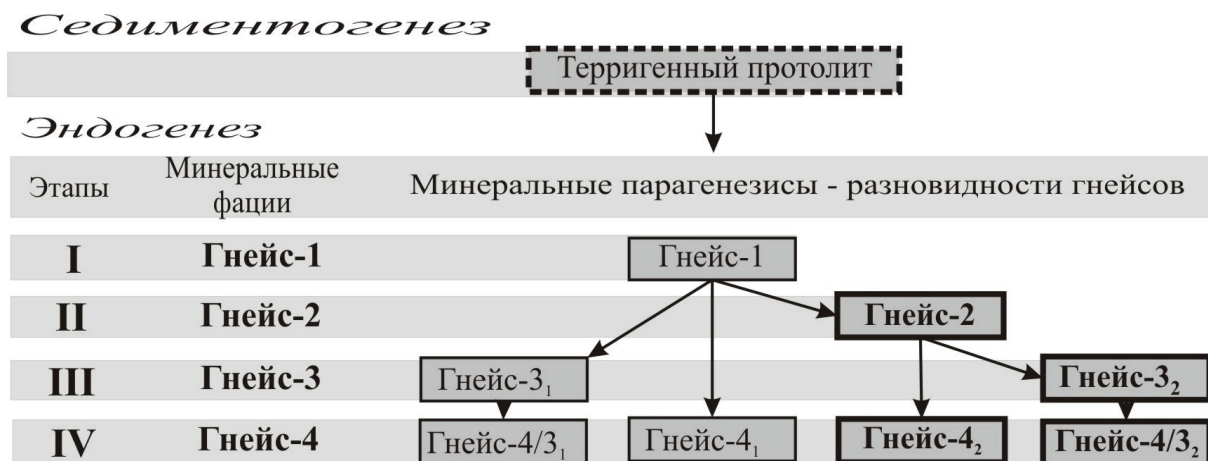 Седиментогенез
Терригенный протолит
Эндогенез
Этапы
Минеральные
фации
Минеральные парагенезисы - разновидности гнейсов
I Гнейс-1 Гнейс-1
II Гнейс-2 Гнейс-2
III Гнейс-3 Гнейс-3₁ Гнейс-3₂
IV Гнейс-4 Гнейс-4/3₁ Гнейс-4₁ Гнейс-4₂ Гнейс-4/3₂